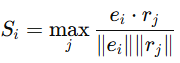 $S_i = \max_j \frac{e_i \cdot r_j}{\|e_i\| \|r_j\|}$